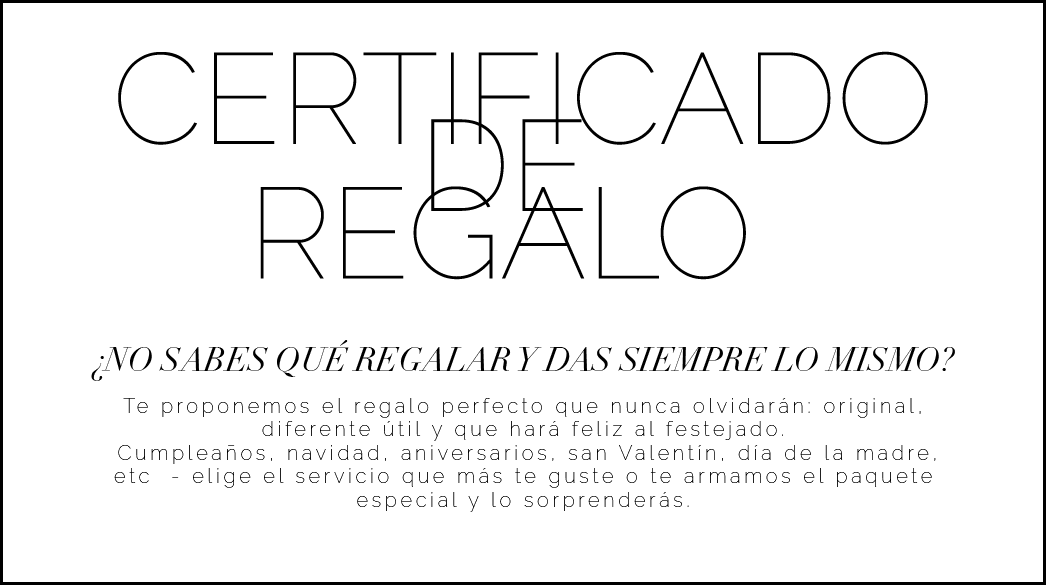 CERTIFICADO
DE
REGALO
¿NO SABES QUÉ REGALAR Y DAS SIEMPRE LO MISMO?
Te proponemos el regalo perfecto que nunca olvidarán: original,
diferente útil y que hará feliz al festejado.
Cumpleaños, navidad, aniversarios, san Valentín, día de la madre,
etc - elige el servicio que más te guste o te armamos el paquete
especial y lo sorprenderás.